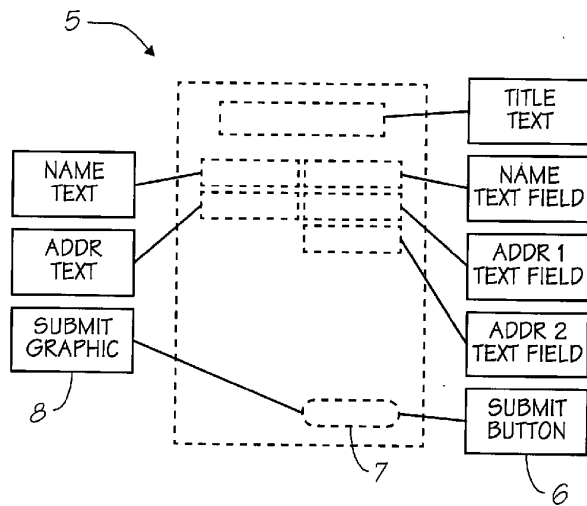 5
TITLE
TEXT
NAME
TEXT
NAME
TEXT FIELD
ADDR
TEXT
ADDR 1
TEXT FIELD
SUBMIT
GRAPHIC
ADDR 2
TEXT FIELD
8
7
SUBMIT
BUTTON
6